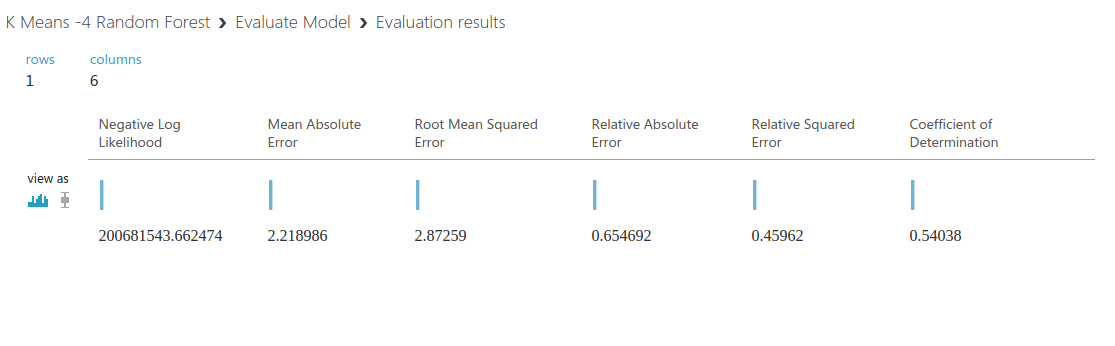 K Means -4 Random Forest › Evaluate Model › Evaluation results
rows columns
1 6
Negative Log Likelihood
Mean Absolute Error
Root Mean Squared Error
Relative Absolute Error
Relative Squared Error
Coefficient of Determination
view as
200681543.662474 2.218986 2.87259 0.654692 0.45962 0.54038